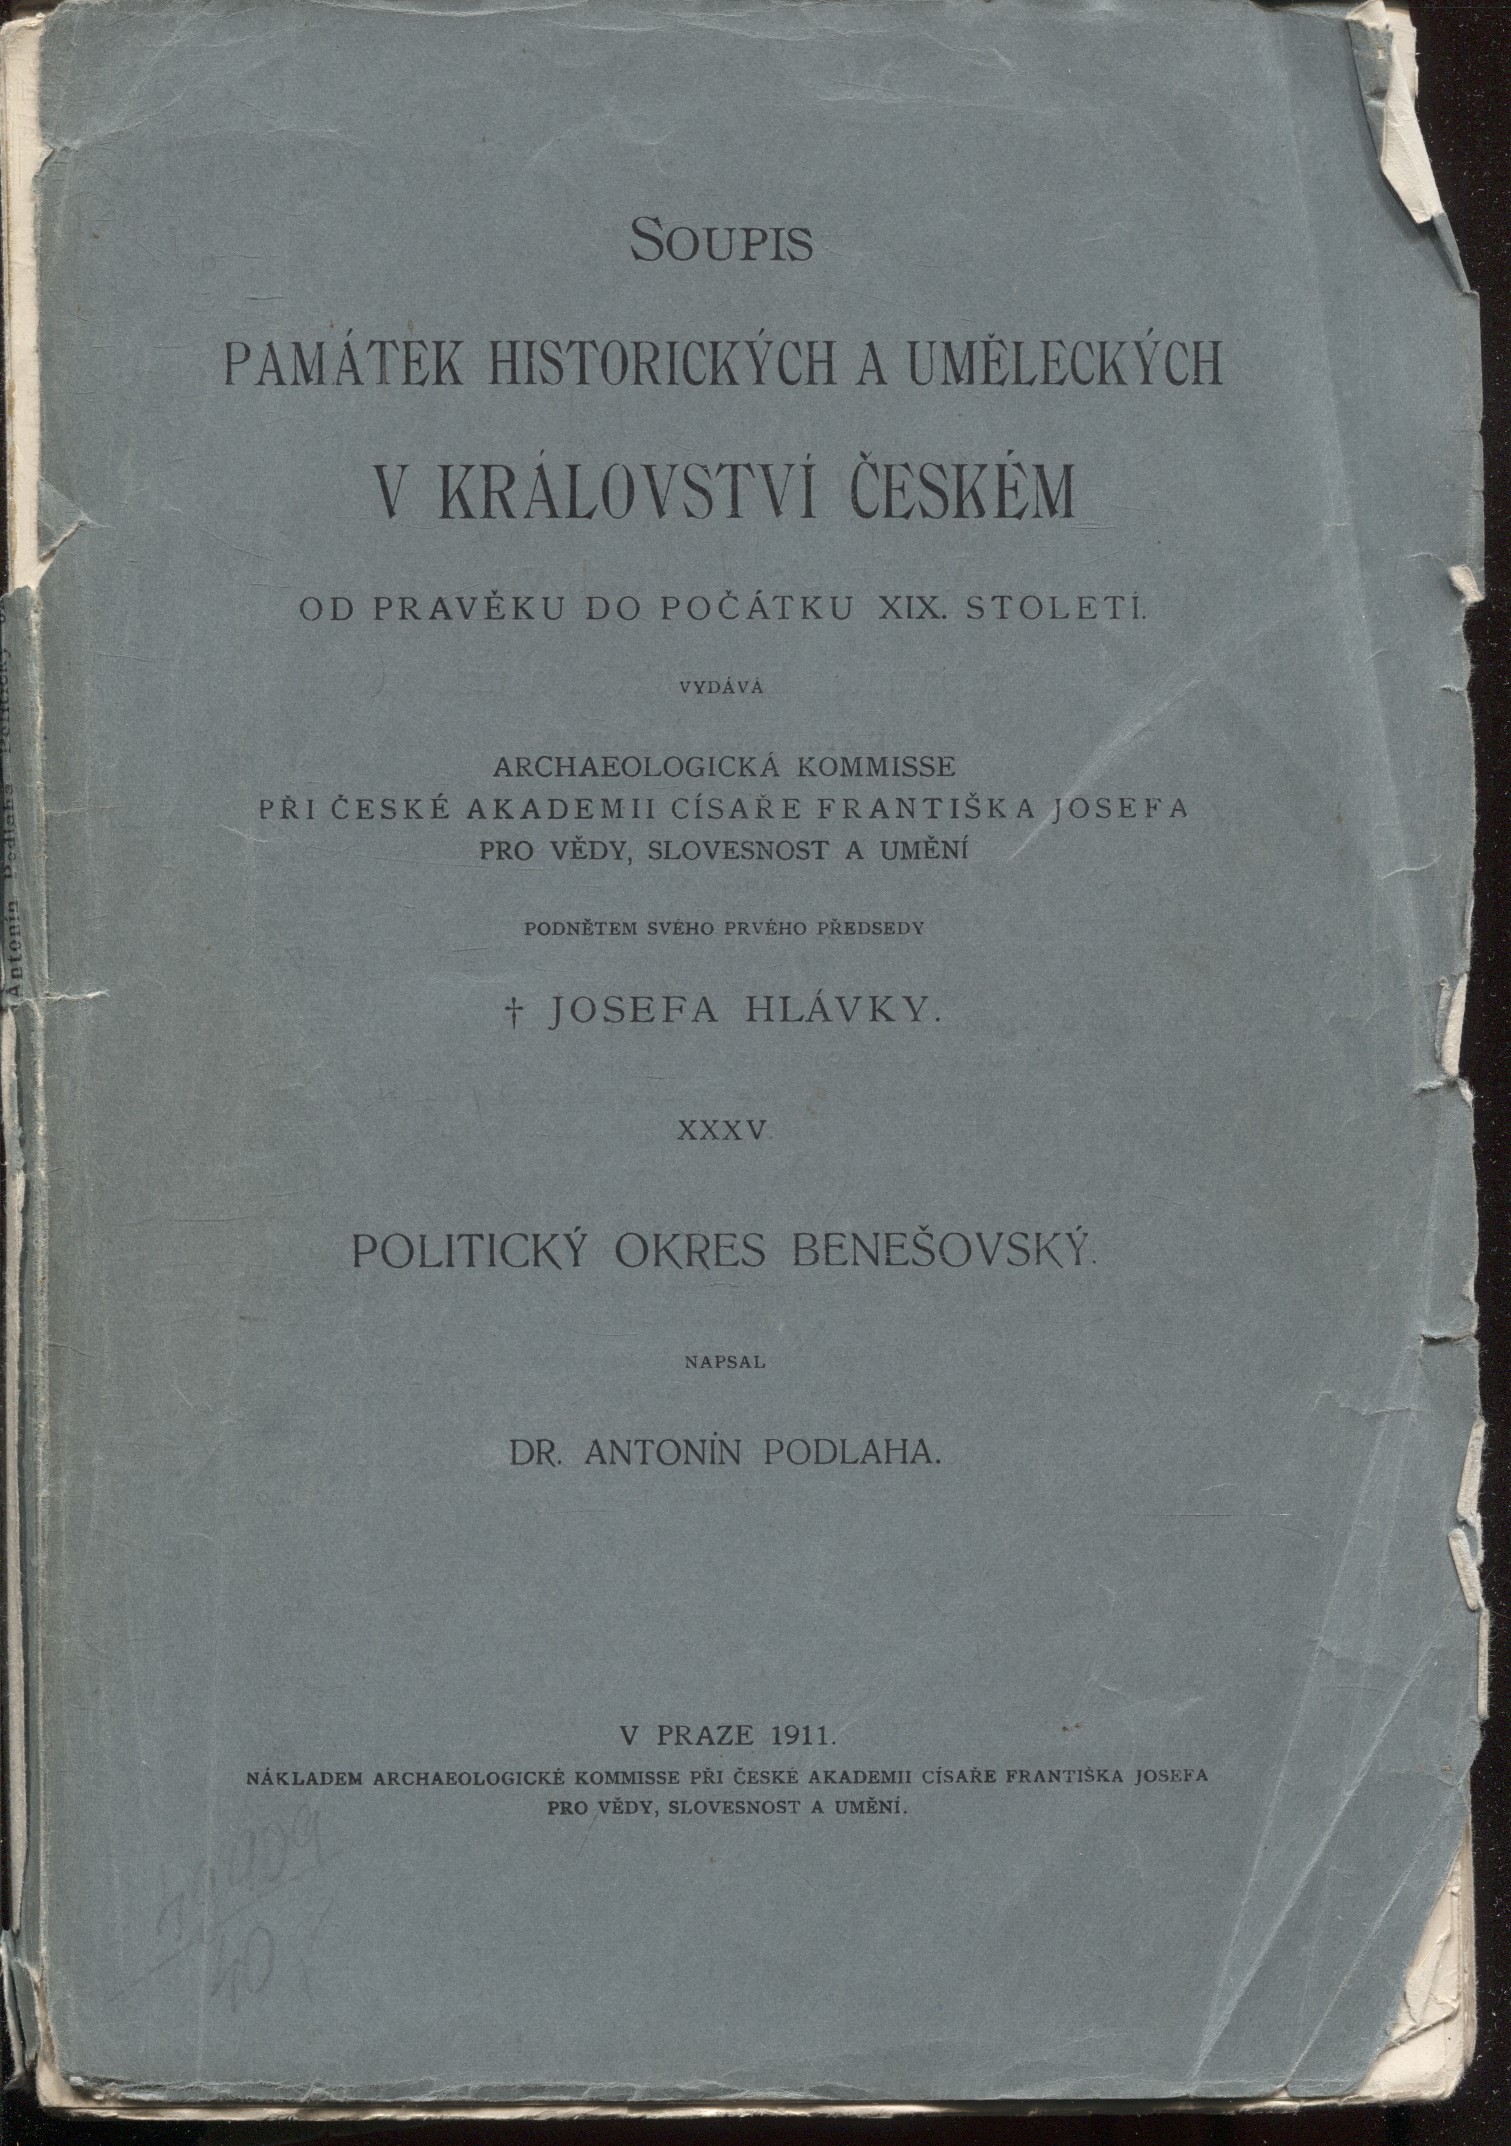 SOUPIS
PAMÁTEK HISTORICKÝCH A UMĚLECKÝCH
V KRÁLOVSTVÍ ČESKÉM
OD PRAVĚKU DO POČÁTKU XIX. STOLETÍ.
VYDÁVÁ
ARCHAEOLOGICKÁ KOMMISSE
PŘI ČESKÉ AKADEMII CÍSAŘE FRANTIŠKA JOSEFA
PRO VĚDY, SLOVESNOST A UMĚNÍ
PODNĚTEM SVÉHO PRVÉHO PŘEDSEDY
† JOSEFA HLÁVKY.
XXXV.
POLITICKÝ OKRES BENEŠOVSKÝ.
NAPSAL
DR. ANTONÍN PODLAHA.
V PRAZE 1911.
NÁKLADEM ARCHAEOLOGICKÉ KOMMISSE PŘI ČESKÉ AKADEMII CÍSAŘE FRANTIŠKA JOSEFA
PRO VĚDY, SLOVESNOST A UMĚNÍ.
Antonín Podlaha